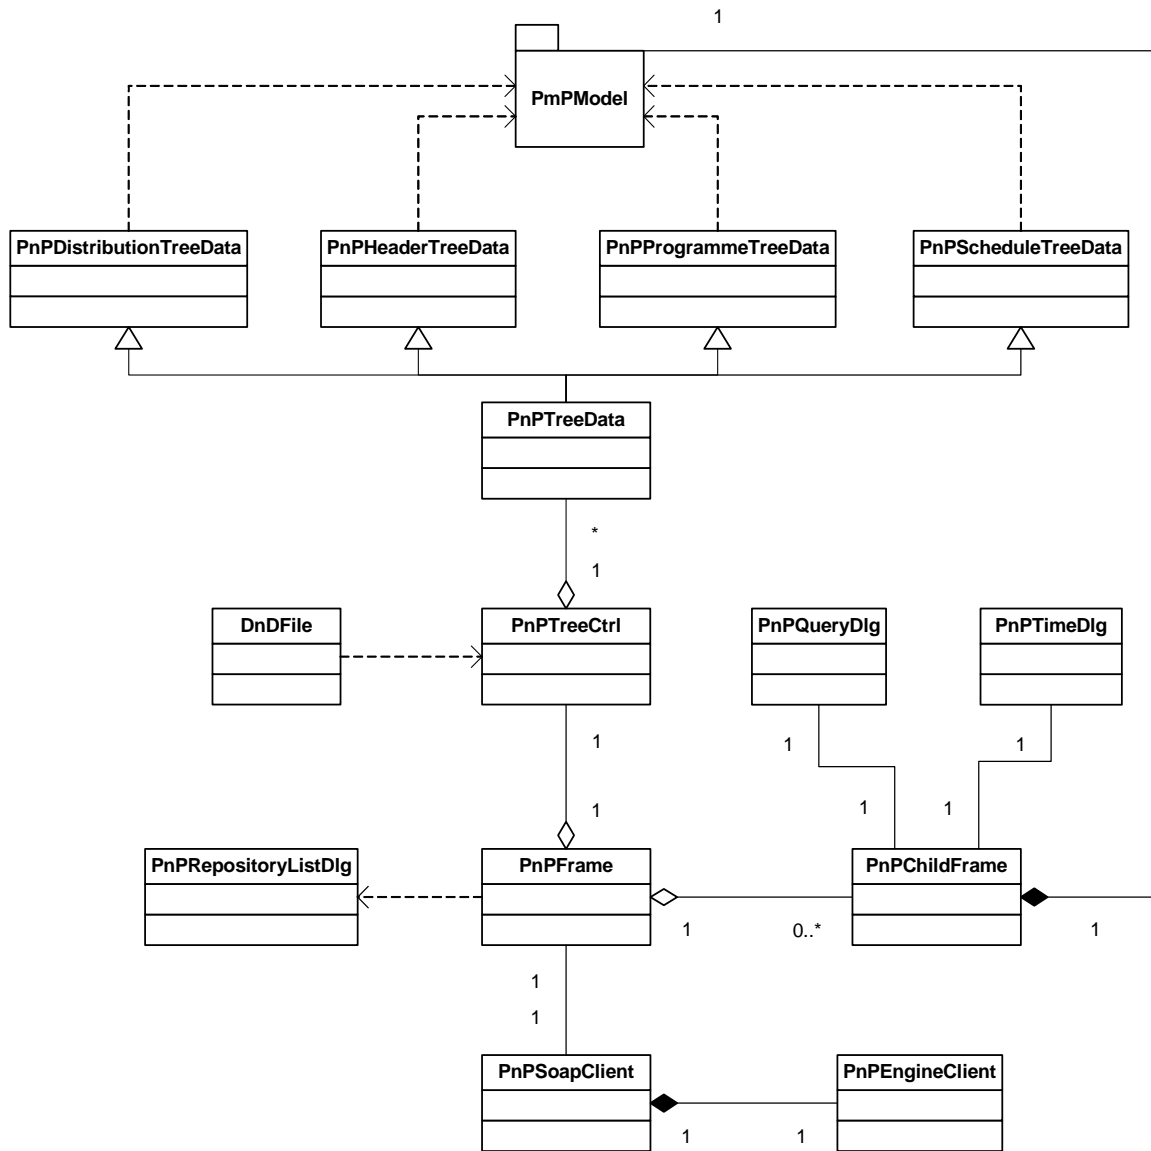 1
PmPModel
PnPDistributionTreeData
PnPHeaderTreeData
PnPProgrammeTreeData
PnPScheduleTreeData
PnPTreeData
*
1
DnDFile
PnPTreeCtrl
PnPQueryDlg
PnPTimeDlg
1
1
1
1
1
1
PnPRepositoryListDlg
PnPFrame
PnPChildFrame
1
0..*
1
1
1
PnPSoapClient
PnPEngineClient
1
1